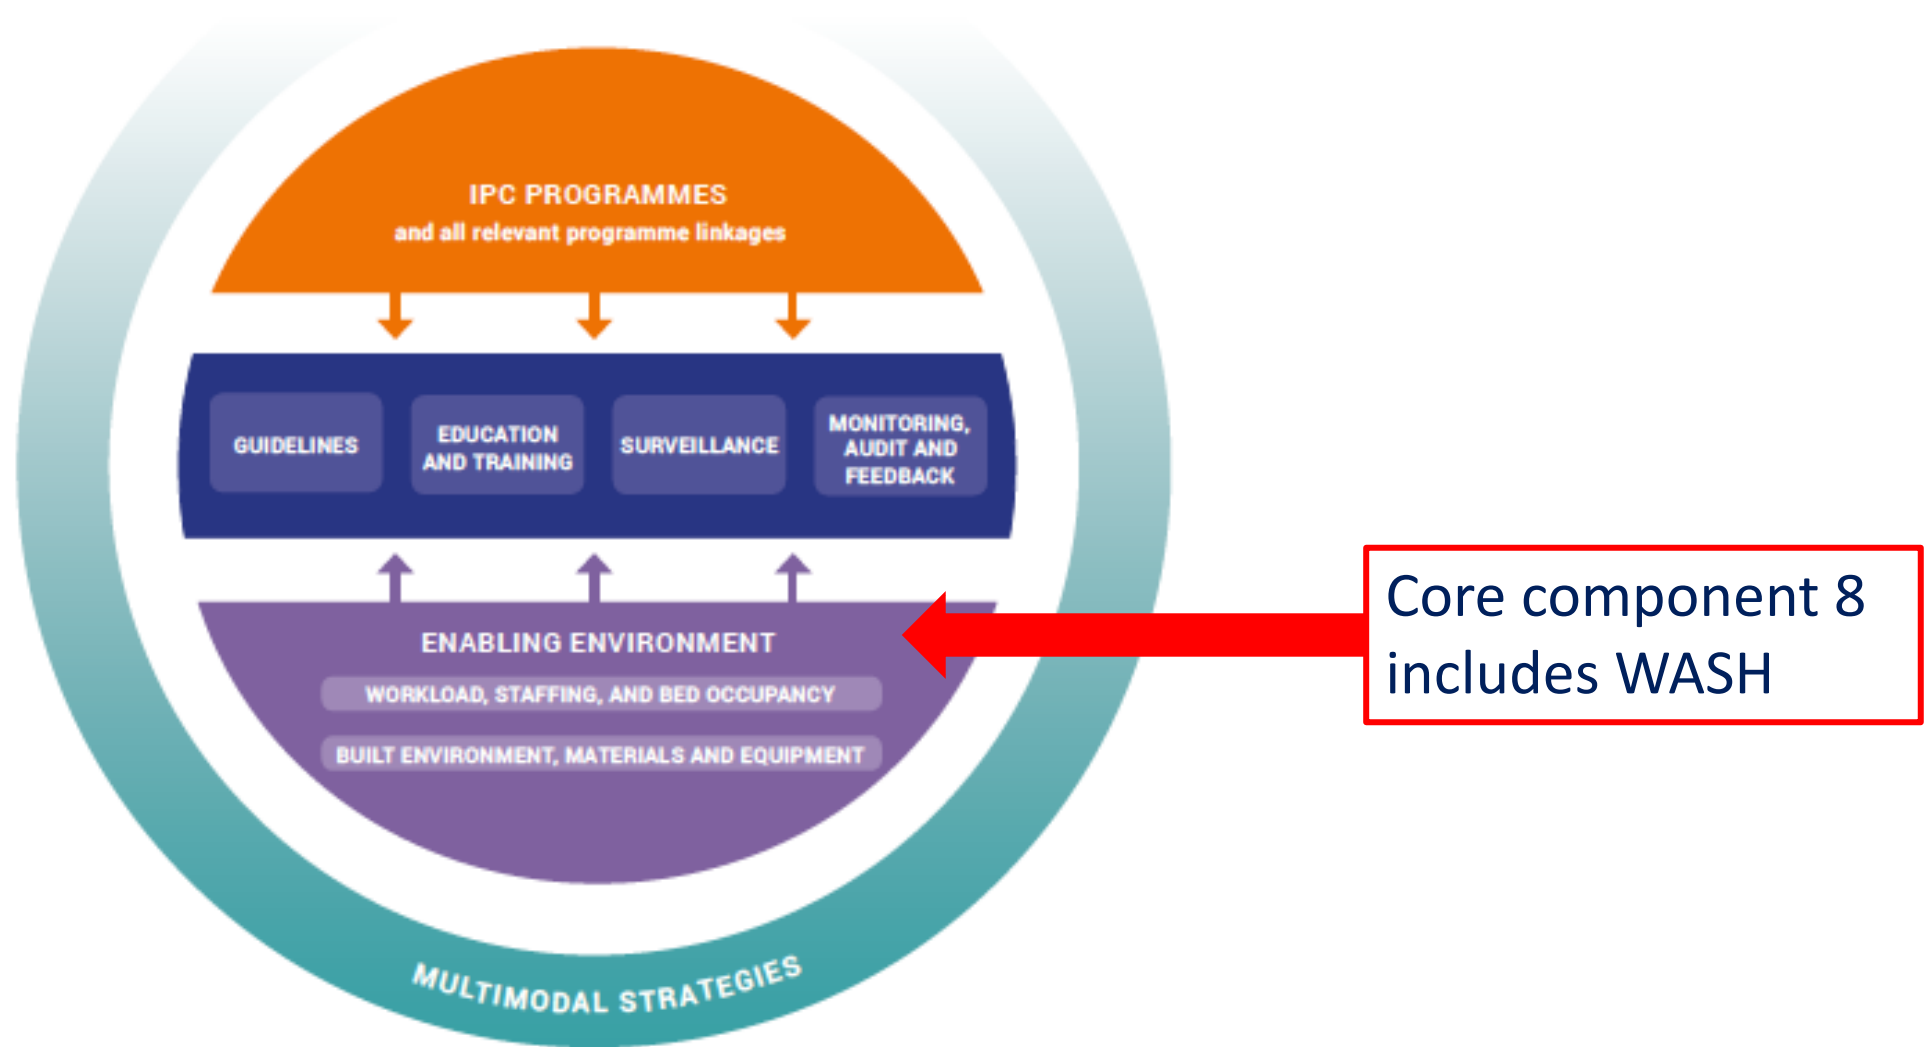 IPC PROGRAMMES
and all relevant programme linkages
GUIDELINES
EDUCATION
AND TRAINING
SURVEILLANCE
MONITORING,
AUDIT AND
FEEDBACK
ENABLING ENVIRONMENT
WORKLOAD, STAFFING, AND BED OCCUPANCY
BUILT ENVIRONMENT, MATERIALS AND EQUIPMENT
MULTIMODAL STRATEGIES
Core component 8
includes WASH